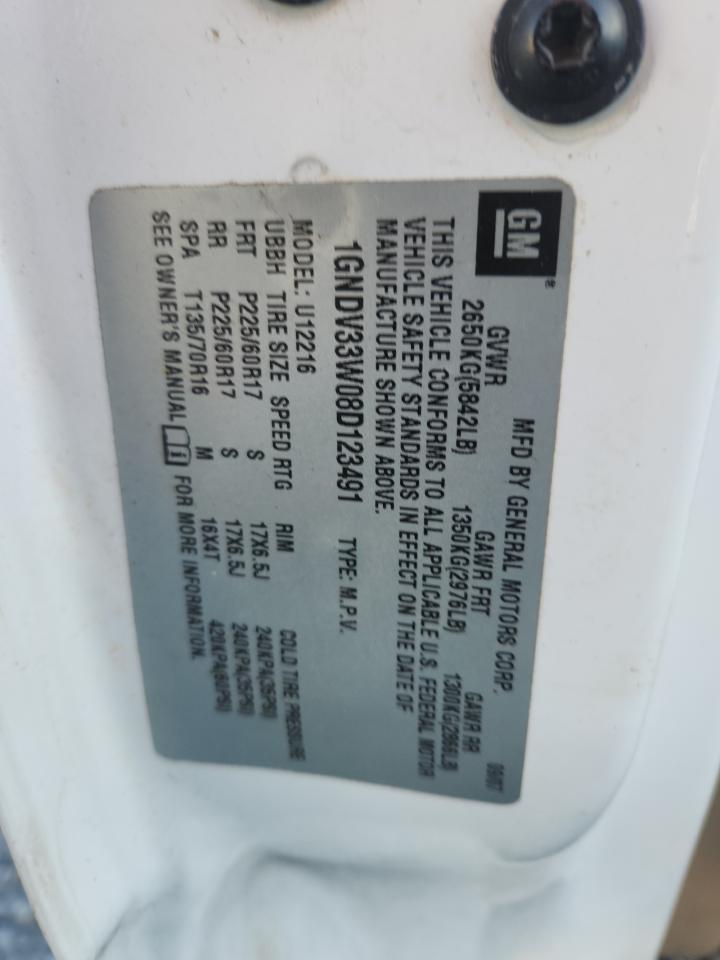 GM®
MFD BY GENERAL MOTORS CORP. 09/07
GVWR GAWR FRT GAWR RR
2650KG(5842LB) 1350KG(2976LB) 1300KG(2866LB)
THIS VEHICLE CONFORMS TO ALL APPLICABLE U.S. FEDERAL MOTOR
VEHICLE SAFETY STANDARDS IN EFFECT ON THE DATE OF
MANUFACTURE SHOWN ABOVE.
1GNDV33W08D123491 TYPE: M.P.V.
MODEL: U12216
UBBH TIRE SIZE SPEED RTG RIM COLD TIRE PRESSURE
FRT P225/60R17 S 17X6.5J 240KPA(35PSI)
RR P225/60R17 S 17X6.5J 240KPA(35PSI)
SPA T135/70R16 M 16X4T 420KPA(60PSI)
SEE OWNER'S MANUAL FOR MORE INFORMATION.